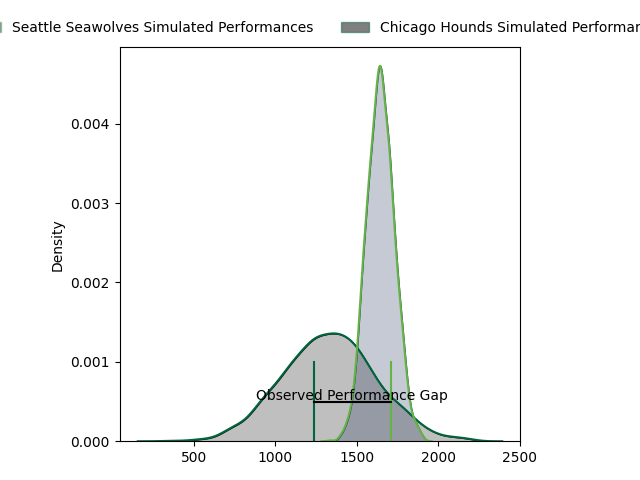 Seattle Seawolves Simulated Performances
Chicago Hounds Simulated
0.004
0.003
0.002
0.001
0.000
Density
Observed Performance Gap
500
1000
1500
2000
2500